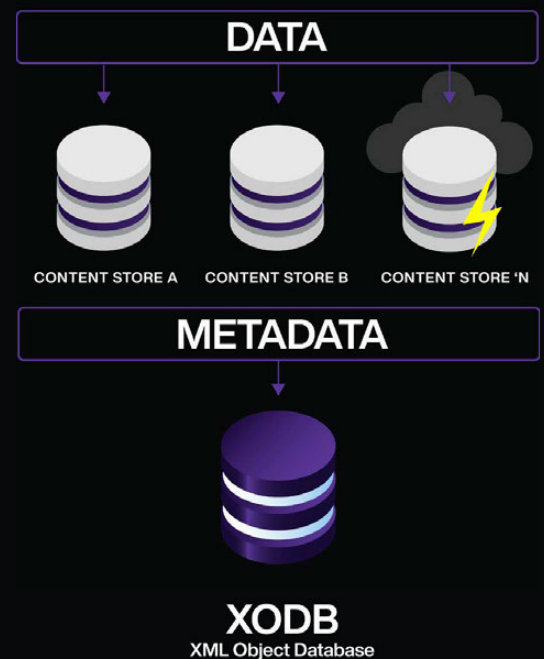 DATA
CONTENT STORE A
CONTENT STORE B
CONTENT STORE ‘N
METADATA
XODB
XML Object Database